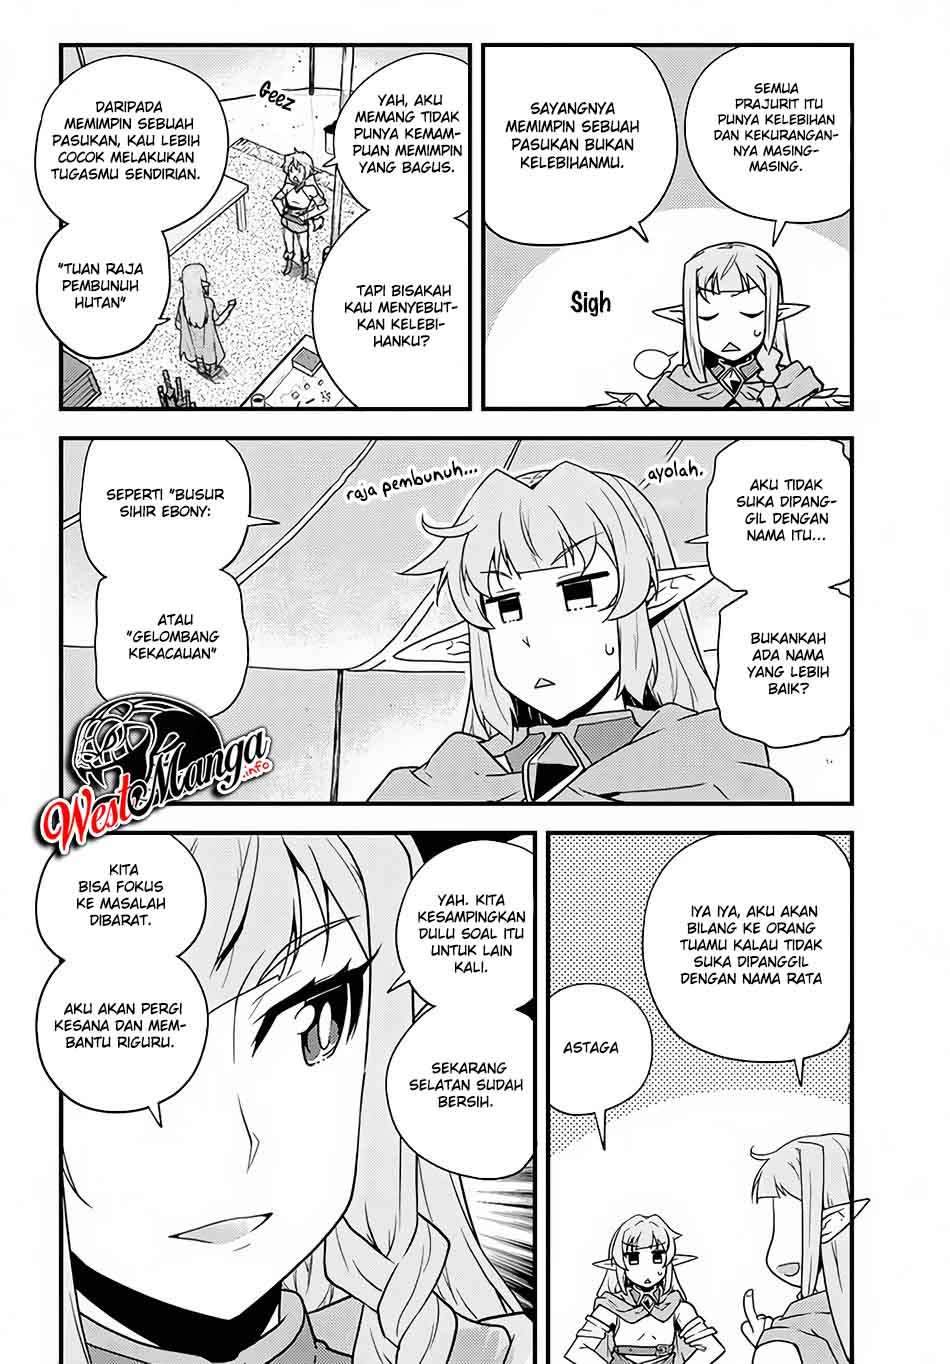 SEMUA
PRAJURIT ITU
PUNYA KELEBIHAN
DAN KEKURANGAN-
NYA MASING-
MASING.
SAYANGNYA
MEMIMPIN SEBUAH
PASUKAN BUKAN
KELEBIHANMU.
Sigh
YAH, AKU
MEMANG TIDAK
PUNYA KEMAM-
PUAN MEMIMPIN
YANG BAGUS.
Geez
TAPI BISAKAH
KAU MENYEBUT-
KAN KELEBI-
HANKU?
DARIPADA
MEMIMPIN SEBUAH
PASUKAN, KAU LEBIH
COCOK MELAKUKAN
TUGASMU SENDIRIAN.
"TUAN RAJA
PEMBUNUH
HUTAN"
AKU TIDAK
SUKA DIPANG-
GIL DENGAN
NAMA ITU...
ayolah.
raja pembunuh...
BUKANKAH
ADA NAMA
YANG LEBIH
BAIK?
SEPERTI "BUSUR
SIHIR EBONY:
ATAU
"GELOMBANG
KEKACAUAN"
WestManga
.info
IYA IYA, AKU AKAN
BILANG KE ORANG
TUAMU KALAU TIDAK
SUKA DIPANGGIL
DENGAN NAMA RATA
ASTAGA
YAH. KITA
KESAMPINGKAN
DULU SOAL ITU
UNTUK LAIN
KALI.
SEKARANG
SELATAN SUDAH
BERSIH.
KITA
BISA FOKUS
KE MASALAH
DIBARAT.
AKU AKAN PERGI
KESANA DAN MEM-
BANTU RIGURU.